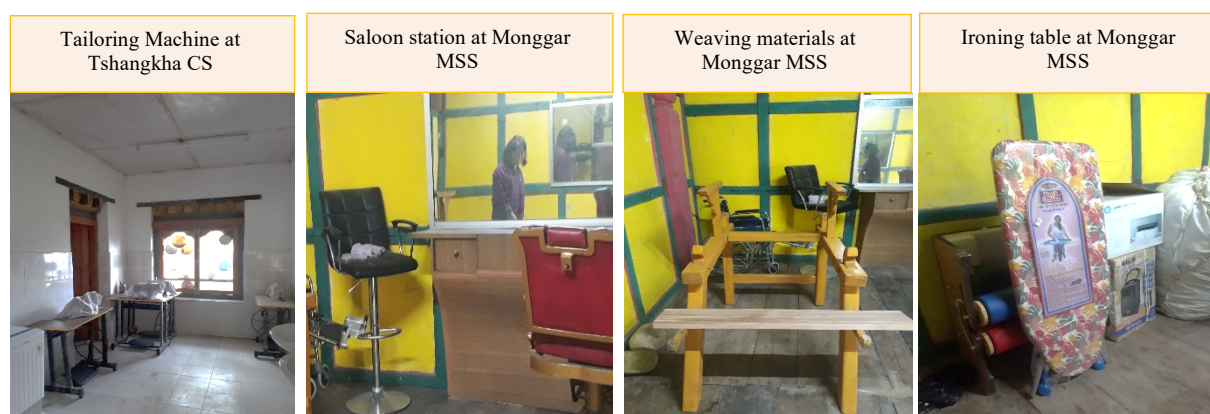 Tailoring Machine at
Tshangkha CS
Saloon station at Monggar
MSS
Weaving materials at
Monggar MSS
Ironing table at Monggar
MSS